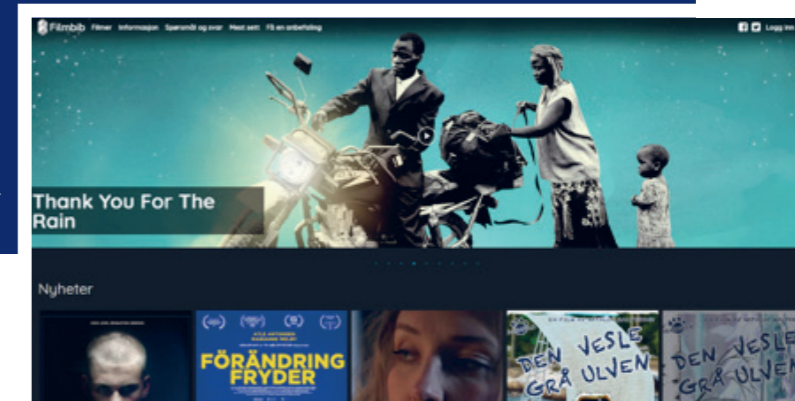 Filmbib Filmer Informasjon Spørsmål og svar Mest sett Få en anbefaling
Logg inn
Thank You For The
Rain
Nyheter
FÖRÄNDRING
FRYDER
DEN VESLE
GRÅ ULVEN
DEN VESLE
GRÅ ULVEN